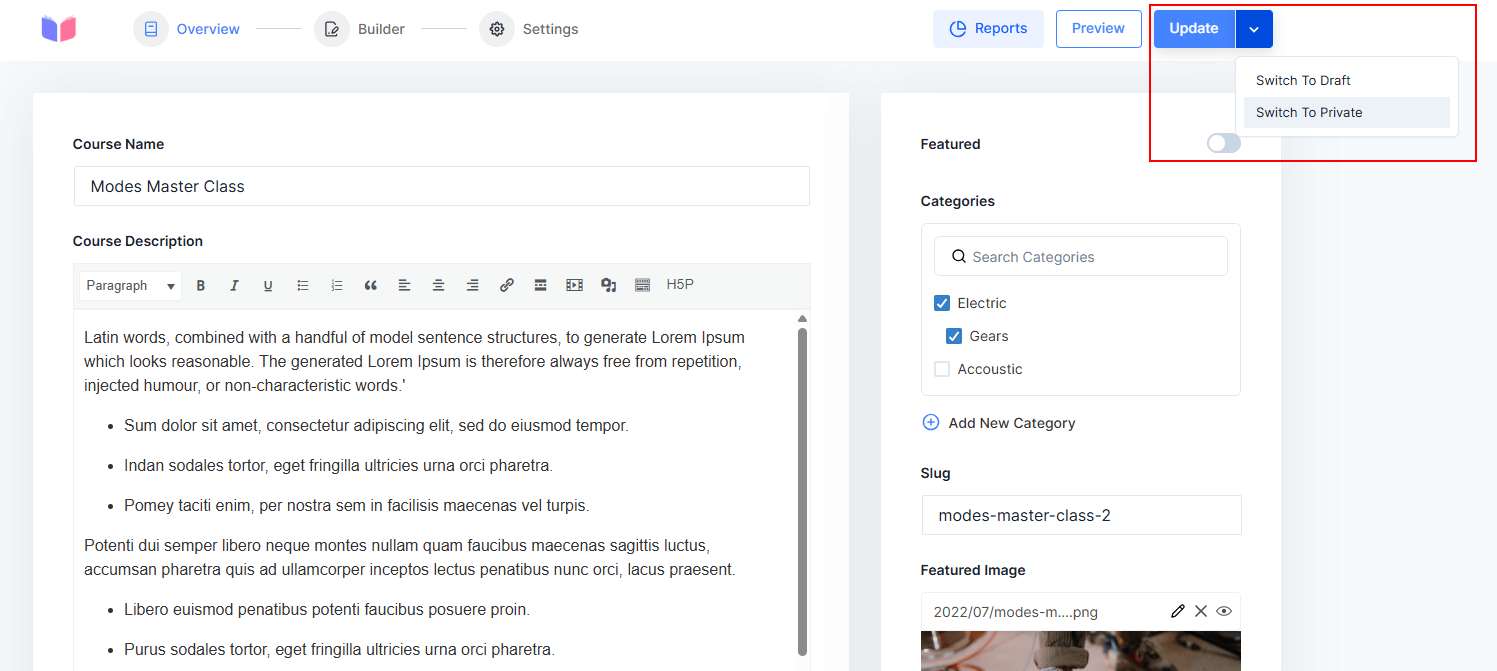 Overview
Builder
Settings
Reports
Preview
Update
Switch To Draft
Switch To Private
Course Name
Modes Master Class
Course Description
Paragraph
B I U
H5P
Latin words, combined with a handful of model sentence structures, to generate Lorem Ipsum
which looks reasonable. The generated Lorem Ipsum is therefore always free from repetition,
injected humour, or non-characteristic words.'
• Sum dolor sit amet, consectetur adipiscing elit, sed do eiusmod tempor.
• Indan sodales tortor, eget fringilla ultricies urna orci pharetra.
• Pomey taciti enim, per nostra sem in facilisis maecenas vel turpis.
Potenti dui semper libero neque montes nullam quam faucibus maecenas sagittis luctus,
accumsan pharetra quis ad ullamcorper inceptos lectus penatibus nunc orci, lacus praesent.
• Libero euismod penatibus potenti faucibus posuere proin.
• Purus sodales tortor, eget fringilla ultricies urna orci pharetra.
Featured
Categories
Search Categories
Electric
Gears
Accoustic
Add New Category
Slug
modes-master-class-2
Featured Image
2022/07/modes-m....png